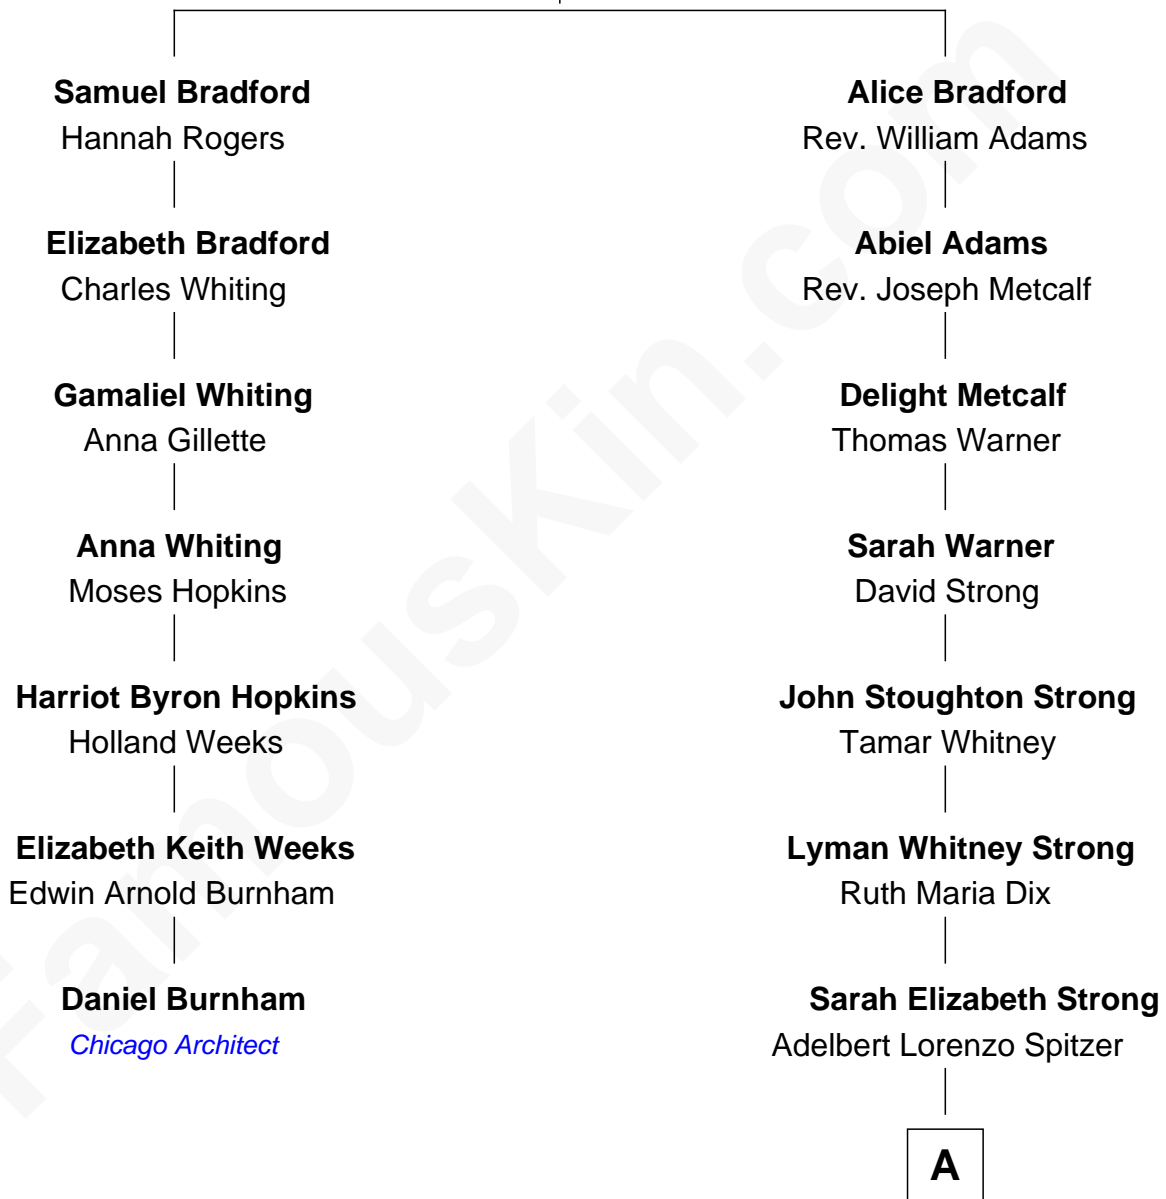 Samuel Bradford
Hannah Rogers
Elizabeth Bradford
Charles Whiting
Gamaliel Whiting
Anna Gillette
Anna Whiting
Moses Hopkins
Harriot Byron Hopkins
Holland Weeks
Elizabeth Keith Weeks
Edwin Arnold Burnham
Daniel Burnham
Chicago Architect
Alice Bradford
Rev. William Adams
Abiel Adams
Rev. Joseph Metcalf
Delight Metcalf
Thomas Warner
Sarah Warner
David Strong
John Stoughton Strong
Tamar Whitney
Lyman Whitney Strong
Ruth Maria Dix
Sarah Elizabeth Strong
Adelbert Lorenzo Spitzer
A
FamousKin.com